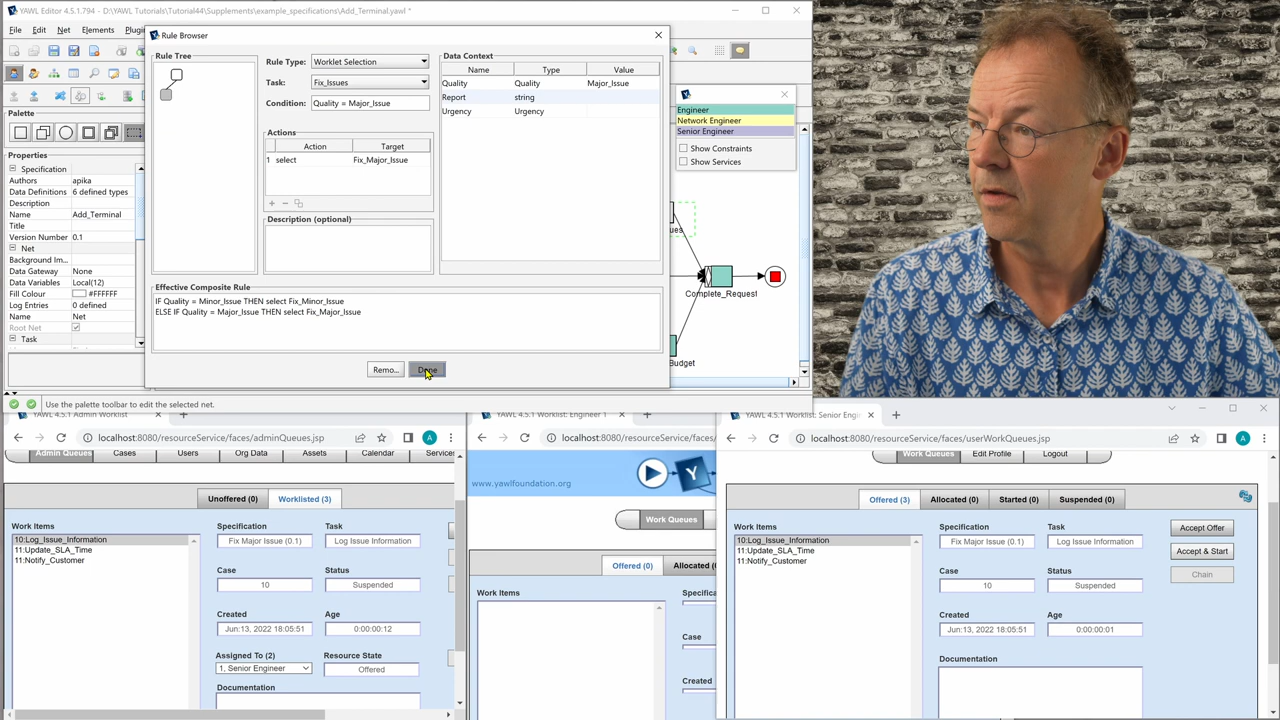 YAWL Editor 4.5.1.794 - D:\YAWL Tutorials\Tutorial44\Supplements\example_specifications\Add_Terminal.yawl *
File Edit Net Elements Plugi
Palette
Properties
Specification
Authors apika
Data Definitions 6 defined types
Description
Name Add_Terminal
Title
Version Number 0.1
Net
Background Im...
Data Gateway None
Data Variables Local(12)
Fill Colour #FFFFFF
Log Entries 0 defined
Name Net
Root Net
Task
Use the palette toolbar to edit the selected net.
Rule Browser
Rule Tree
Rule Type: Worklet Selection
Task: Fix_Issues
Condition: Quality = Major_Issue
Actions
Action Target
1 select Fix_Major_Issue
Description (optional)
Data Context
Name Type Value
Quality Quality Major_Issue
Report string
Urgency Urgency
Effective Composite Rule
IF Quality = Minor_Issue THEN select Fix_Minor_Issue
ELSE IF Quality = Major_Issue THEN select Fix_Major_Issue
Remo... Done
Engineer
Network Engineer
Senior Engineer
Show Constraints
Show Services
ues
Complete_Request
Budget
YAWL 4.5.1 Admin Worklist
localhost:8080/resourceService/faces/adminQueues.jsp
A
Admin Queues Cases Users Org Data Assets Calendar Service
Unoffered (0) Worklisted (3)
Work Items
10:Log_Issue_Information
11:Update_SLA_Time
11:Notify_Customer
Specification Task
Fix Major Issue (0.1) Log Issue Information
Case Status
10 Suspended
Created Age
Jun:13, 2022 18:05:51 0:00:00:12
Assigned To (2) Resource State
1, Senior Engineer Offered
Documentation
YAWL 4.5.1 Worklist: Engineer 1
localhost:8080/resourceService/faces/
www.yawlfoundation.org
Y
Work Queues
Offered (0) Allocated (
Work Items
Specific
Case
Created
YAWL 4.5.1 Worklist: Senior Engi
localhost:8080/resourceService/faces/userWorkQueues.jsp
A
Work Queues Edit Profile Logout
Offered (3) Allocated (0) Started (0) Suspended (0)
Work Items
10:Log_Issue_Information
11:Update_SLA_Time
11:Notify_Customer
Specification Task
Fix Major Issue (0.1) Log Issue Information
Case Status
10 Suspended
Created Age
Jun:13, 2022 18:05:51 0:00:00:01
Documentation
Accept Offer
Accept & Start
Chain